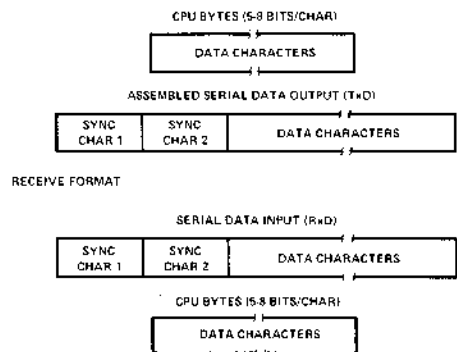 CPU BYTES (5-8 BITS/CHAR)
DATA CHARACTERS
ASSEMBLED SERIAL DATA OUTPUT (TxD)
SYNC CHAR 1
SYNC CHAR 2
DATA CHARACTERS
RECEIVE FORMAT
SERIAL DATA INPUT (RxD)
SYNC CHAR 1
SYNC CHAR 2
DATA CHARACTERS
CPU BYTES (5-8 BITS/CHAR)
DATA CHARACTERS